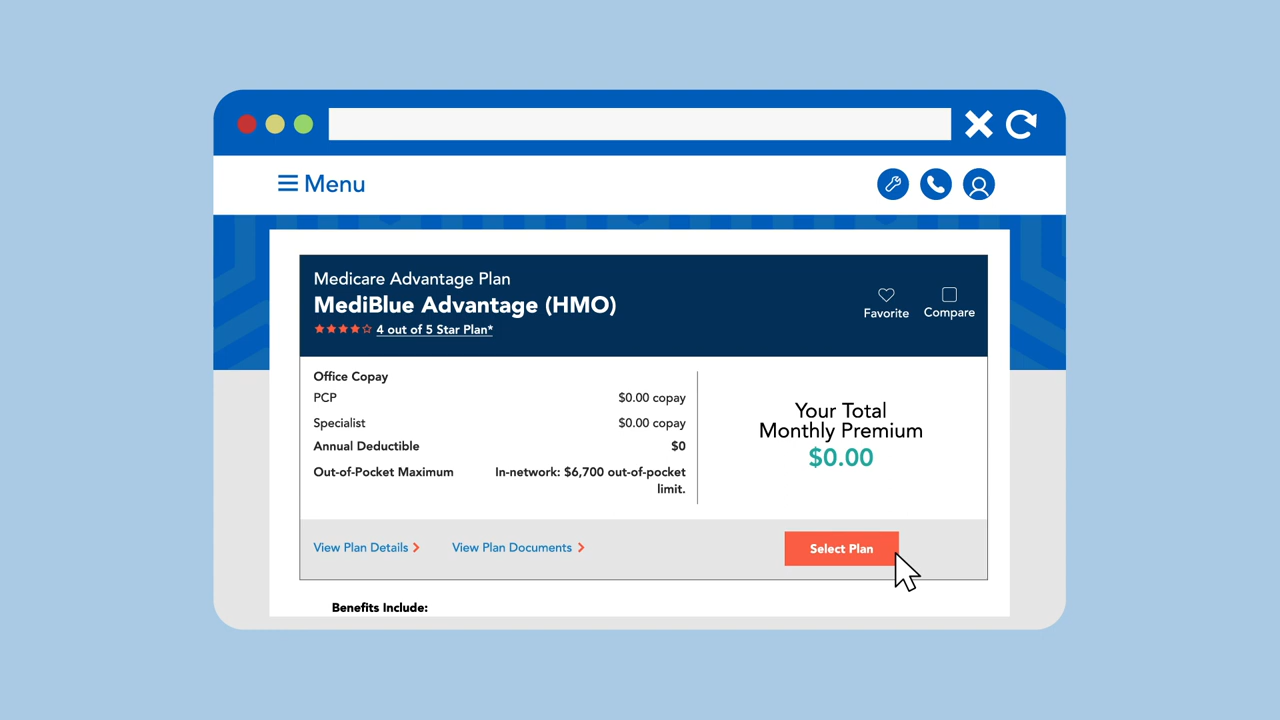 Menu
Medicare Advantage Plan
MediBlue Advantage (HMO)
4 out of 5 Star Plan*
Favorite
Compare
Office Copay
PCP $0.00 copay
Specialist $0.00 copay
Annual Deductible $0
Out-of-Pocket Maximum In-network: $6,700 out-of-pocket
limit.
Your Total
Monthly Premium
$0.00
View Plan Details
View Plan Documents
Select Plan
Benefits Include: